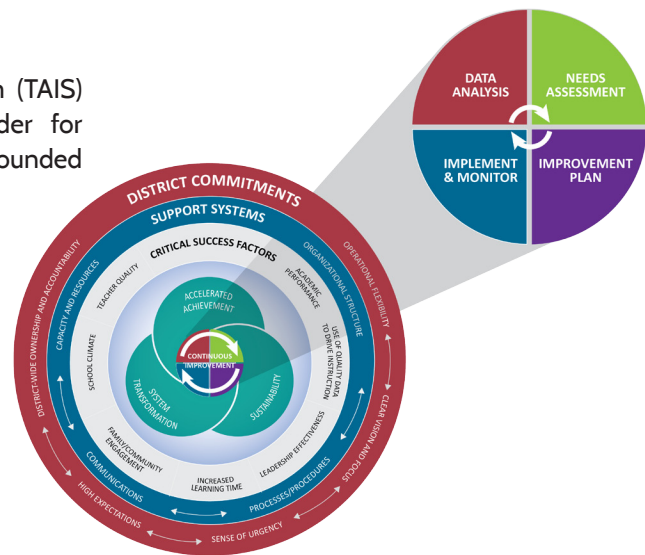 n (TAIS)
der for
ounded
DATA
ANALYSIS
NEEDS
ASSESSMENT
IMPLEMENT
& MONITOR
IMPROVEMENT
PLAN
DISTRICT COMMITMENTS
SUPPORT SYSTEMS
CRITICAL SUCCESS FACTORS
DISTRICT-WIDE OWNERSHIP AND ACCOUNTABILITY
OPERATIONAL FLEXIBILITY
CLEAR VISION AND FOCUS
SENSE OF URGENCY
HIGH EXPECTATIONS
CAPACITY AND RESOURCES
ORGANIZATIONAL STRUCTURE
PROCESSES/PROCEDURES
COMMUNICATIONS
TEACHER QUALITY
ACADEMIC
PERFORMANCE
USE OF QUALITY DATA
TO DRIVE INSTRUCTION
LEADERSHIP EFFECTIVENESS
INCREASED
LEARNING TIME
FAMILY/COMMUNITY
ENGAGEMENT
SCHOOL CLIMATE
ACCELERATED
ACHIEVEMENT
SYSTEM
TRANSFORMATION
SUSTAINABILITY
CONTINUOUS
IMPROVEMENT